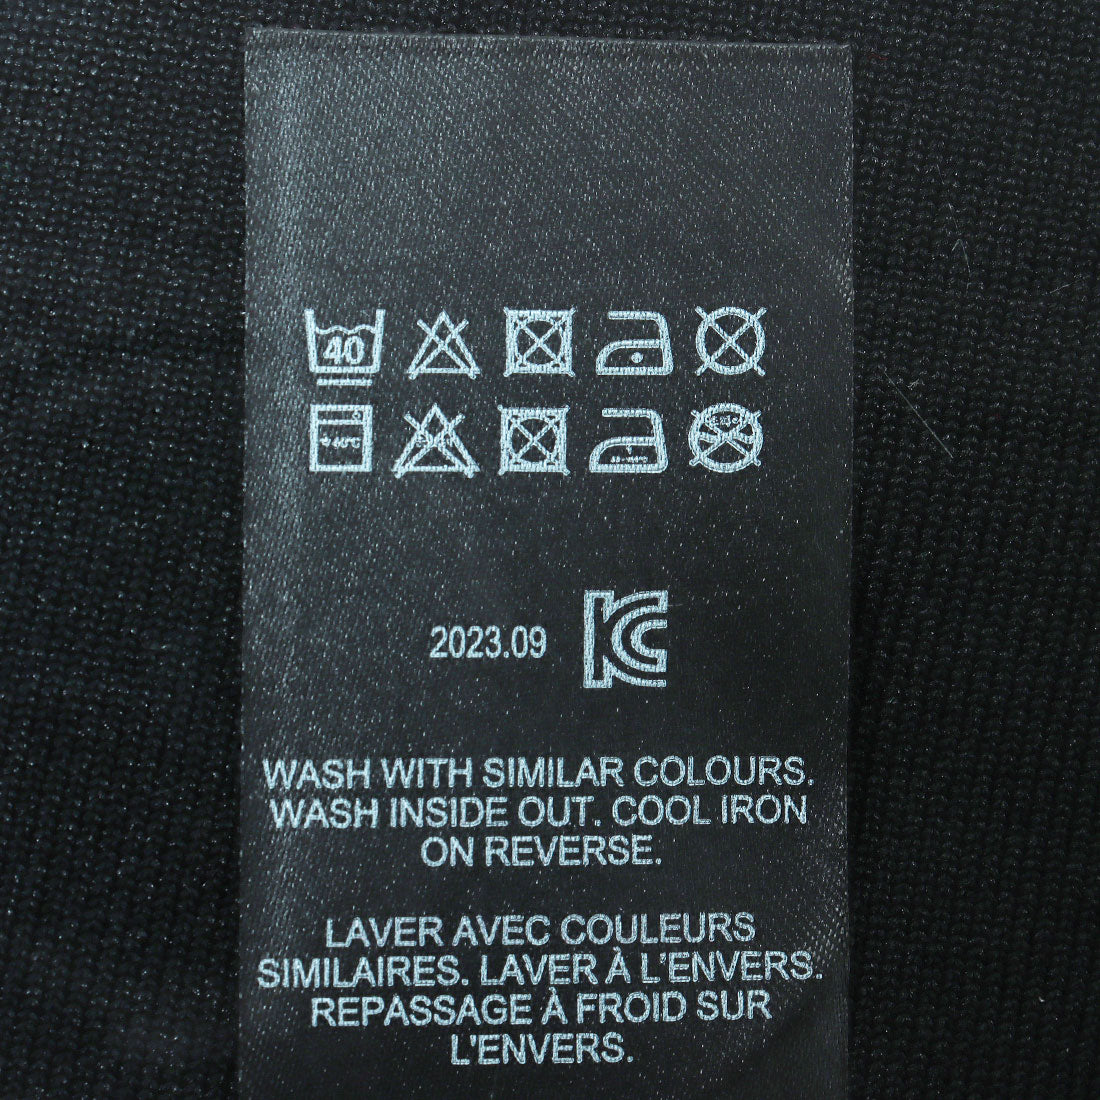 40
2023.09
WASH WITH SIMILAR COLOURS.
WASH INSIDE OUT. COOL IRON
ON REVERSE.
LAVER AVEC COULEURS
SIMILAIRES. LAVER À L'ENVERS.
REPASSAGE À FROID SUR
L'ENVERS.